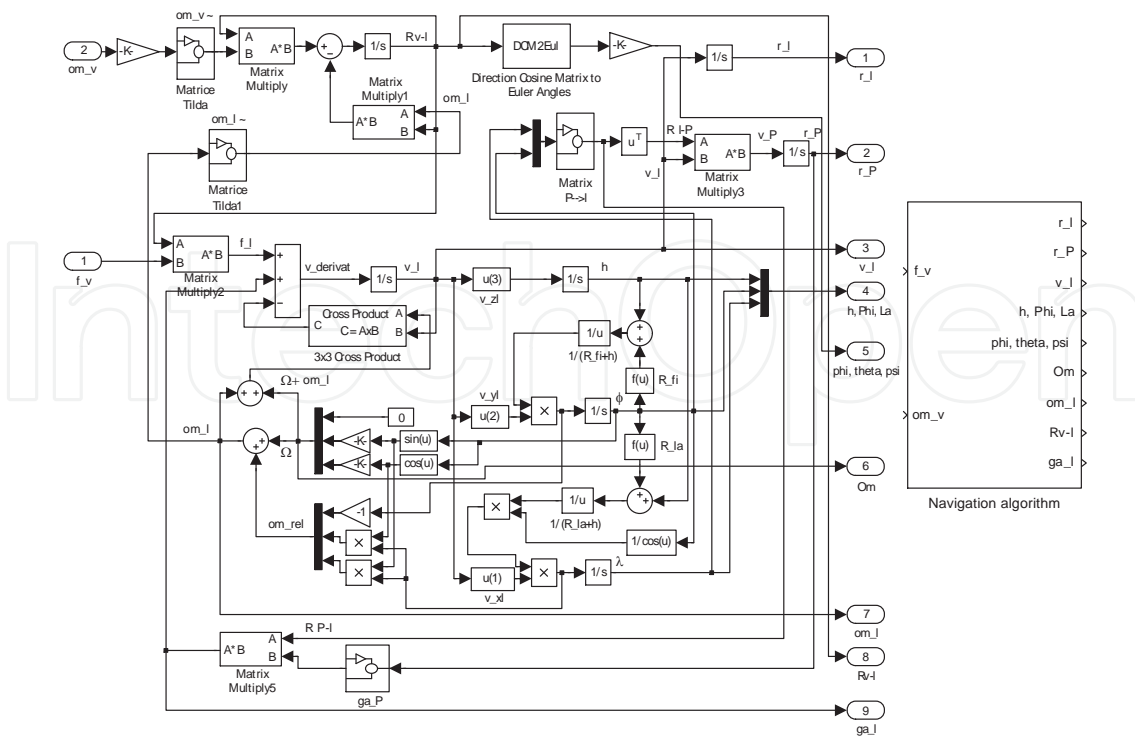 om_v ~
2
om_v
-K-
Matrice
Tilda
A
B
A*B
Matrix
Multiply
1/s
Rv-l
DCM2Eul
Direction Cosine Matrix to
Euler Angles
-K-
1/s
r_l
1
r_l
Matrix
Multiply1
A*B
A
B
om_l
om_l ~
Matrice
Tilda1
Matrix
P-->l
u
T
R l-P
v_l
A
B
A*B
Matrix
Multiply3
v_P
r_P
1/s
2
r_P
1
f_v
A
B
A*B
Matrix
Multiply2
f_l
v_derivat
1/s
v_l
Cross Product
C = AxB
C
A
B
3x3 Cross Product
u(3)
v_zl
1/s
h
3
v_l
4
h, Phi, La
5
phi, theta, psi
1/u
1/(R_fi+h)
f(u)
R_fi
v_yl
u(2)
×
1/s
ϕ
f(u)
R_la
Ω+ om_l
om_l
Ω
0
-K-
sin(u)
-K-
cos(u)
6
Om
om_rel
-1
×
×
×
1/u
1/(R_la+h)
1/cos(u)
u(1)
v_xl
×
1/s
λ
7
om_l
R P-l
A*B
A
B
Matrix
Multiply5
ga_P
8
Rv-l
9
ga_l
f_v
om_v
r_l
r_P
v_l
h, Phi, La
phi, theta, psi
Om
om_l
Rv-l
ga_l
Navigation algorithm
IntechOpen